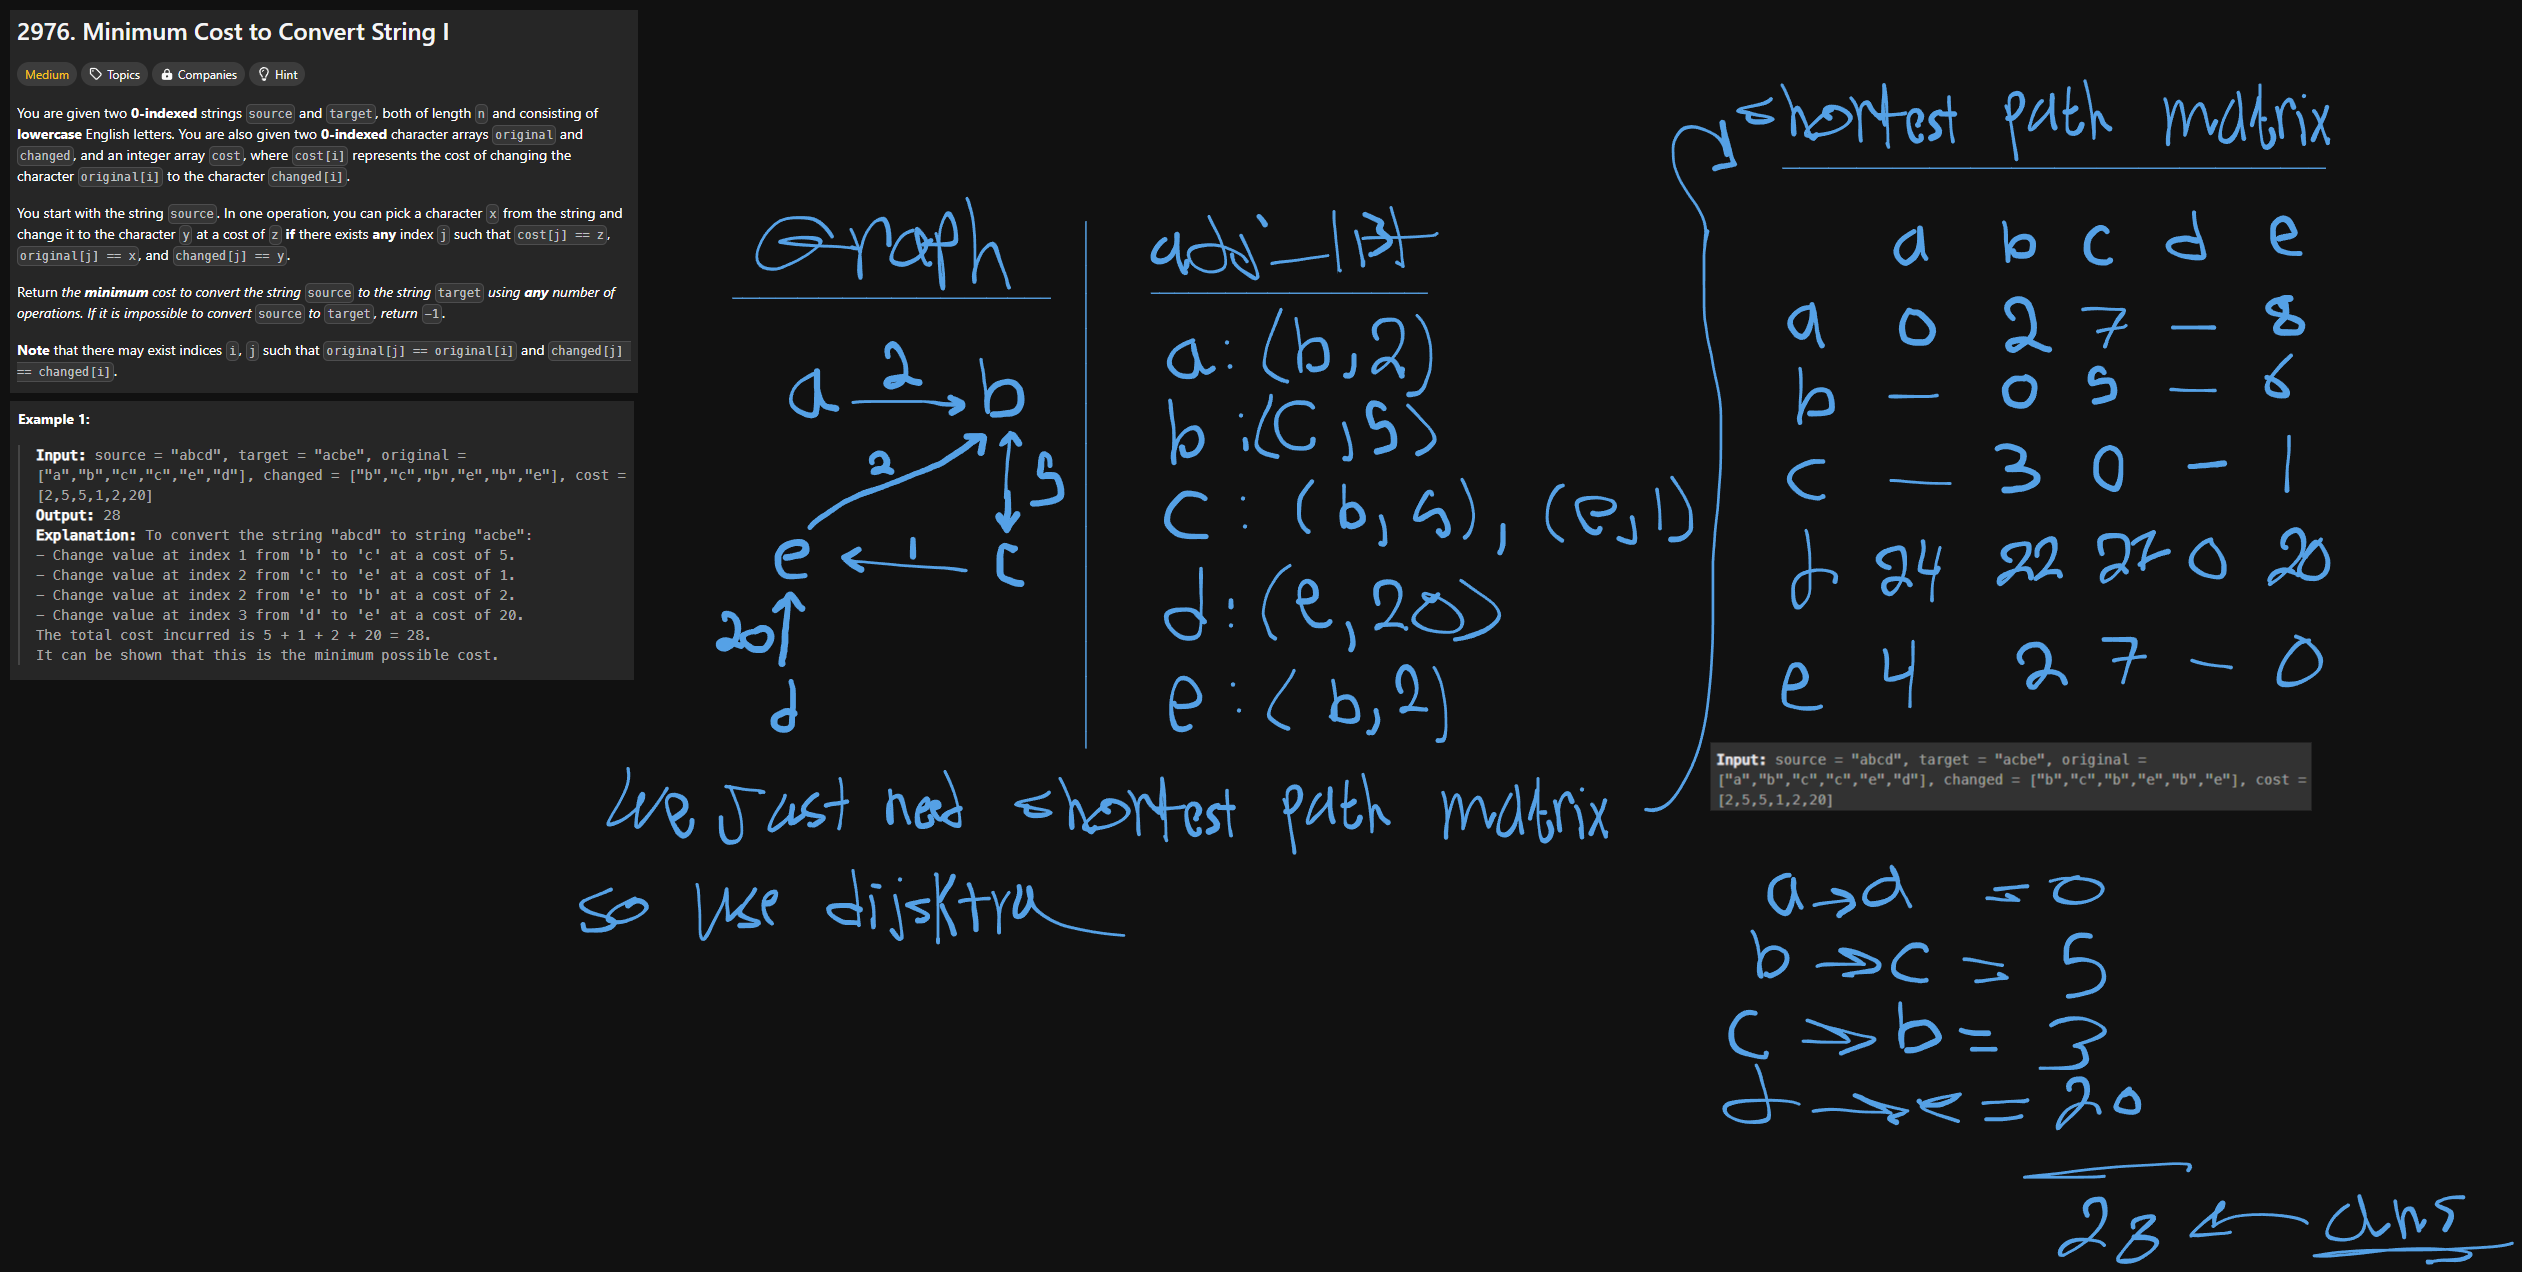 2976. Minimum Cost to Convert String I
Medium Topics Companies Hint
You are given two 0-indexed strings source and target, both of length n and consisting of
lowercase English letters. You are also given two 0-indexed character arrays original and
changed, and an integer array cost, where cost[i] represents the cost of changing the
character original[i] to the character changed[i].
You start with the string source. In one operation, you can pick a character x from the string and
change it to the character y at a cost of z if there exists any index j such that cost[j] == z,
original[j] == x, and changed[j] == y.
Return the minimum cost to convert the string source to the string target using any number of
operations. If it is impossible to convert source to target, return -1.
Note that there may exist indices i, j such that original[j] == original[i] and changed[j]
== changed[i].
Example 1:
Input: source = "abcd", target = "acbe", original =
["a","b","c","c","e","d"], changed = ["b","c","b","e","b","e"], cost =
[2,5,5,1,2,20]
Output: 28
Explanation: To convert the string "abcd" to string "acbe":
- Change value at index 1 from 'b' to 'c' at a cost of 5.
- Change value at index 2 from 'c' to 'e' at a cost of 1.
- Change value at index 2 from 'e' to 'b' at a cost of 2.
- Change value at index 3 from 'd' to 'e' at a cost of 20.
The total cost incurred is 5 + 1 + 2 + 20 = 28.
It can be shown that this is the minimum possible cost.
Graph
a 2 b
2 5
e 1 c
20
d
adj_list
a: (b,2)
b: (c,5)
c: (b,5), (e,1)
d: (e,20)
e: (b,2)
We Just need shortest path matrix
so use dijsktra
shortest path matrix
a b c d e
a 0 2 7 - 8
b - 0 5 - 6
c - 3 0 - 1
d 24 22 27 0 20
e 4 2 7 - 0
Input: source = "abcd", target = "acbe", original =
["a","b","c","c","e","d"], changed = ["b","c","b","e","b","e"], cost =
[2,5,5,1,2,20]
a → a = 0
b → c = 5
c → b = 3
d → e = 20
28 ← ans